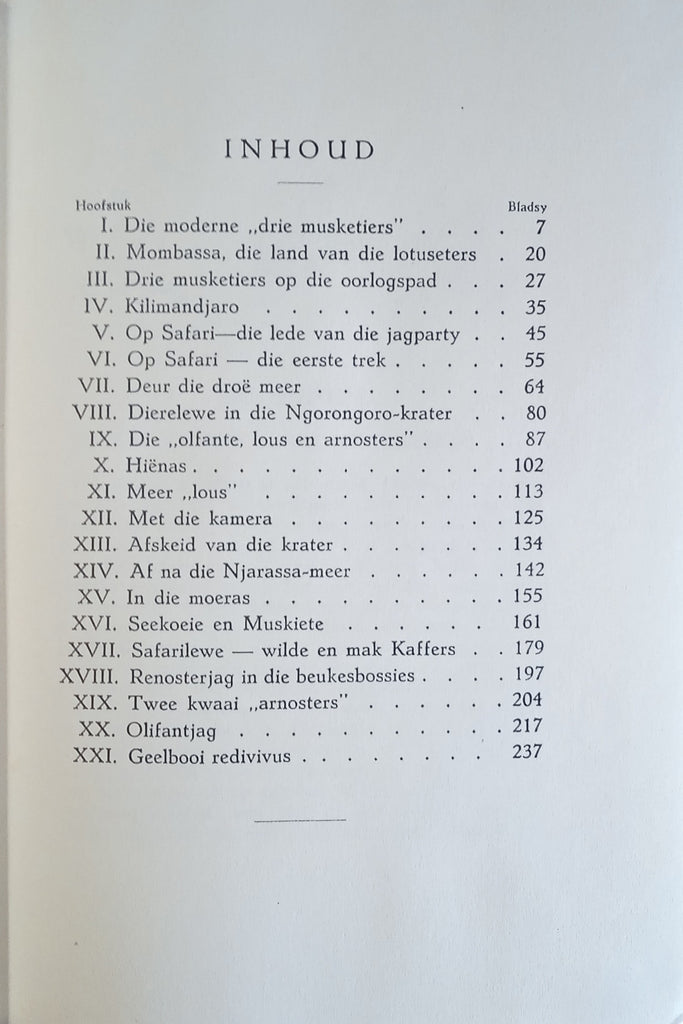 INHOUD
Hoofstuk Bladsy
I. Die moderne „drie musketiers” . . . . 7
II. Mombassa, die land van die lotuseters . 20
III. Drie musketiers op die oorlogspad . . . 27
IV. Kilimandjaro . . . . . . . . . . 35
V. Op Safari—die lede van die jagparty . . 45
VI. Op Safari — die eerste trek . . . . . 55
VII. Deur die droë meer . . . . . . . . 64
VIII. Dierelewe in die Ngorongoro-krater . . 80
IX. Die „olfante, lous en arnosters” . . . . 87
X. Hiënas . . . . . . . . . . . . . 102
XI. Meer „lous” . . . . . . . . . . 113
XII. Met die kamera . . . . . . . . . 125
XIII. Afskeid van die krater . . . . . . . 134
XIV. Af na die Njarassa-meer . . . . . . 142
XV. In die moeras . . . . . . . . . . 155
XVI. Seekoeie en Muskiete . . . . . . 161
XVII. Safarilewe — wilde en mak Kaffers . . 179
XVIII. Renosterjag in die beukesbossies . . . . 197
XIX. Twee kwaai „arnosters” . . . . . . 204
XX. Olifantjag . . . . . . . . . . . 217
XXI. Geelbooi redivivus . . . . . . . . 237